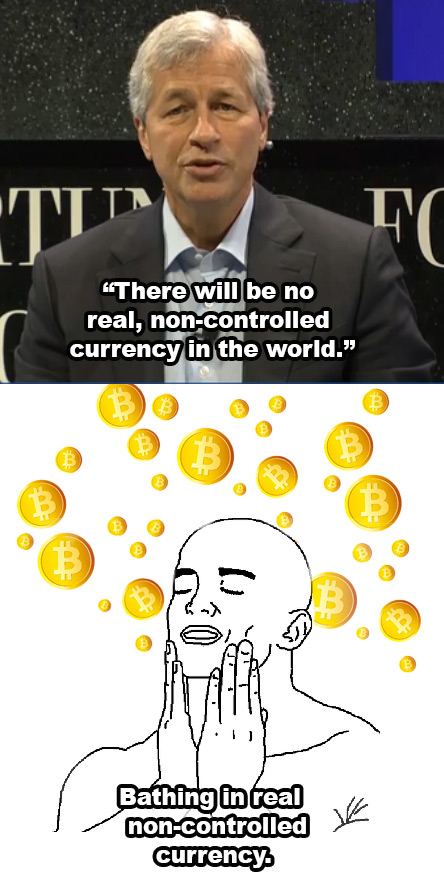 “There will be no
real, non-controlled
currency in the world.”
Bathing in real
non-controlled
currency.